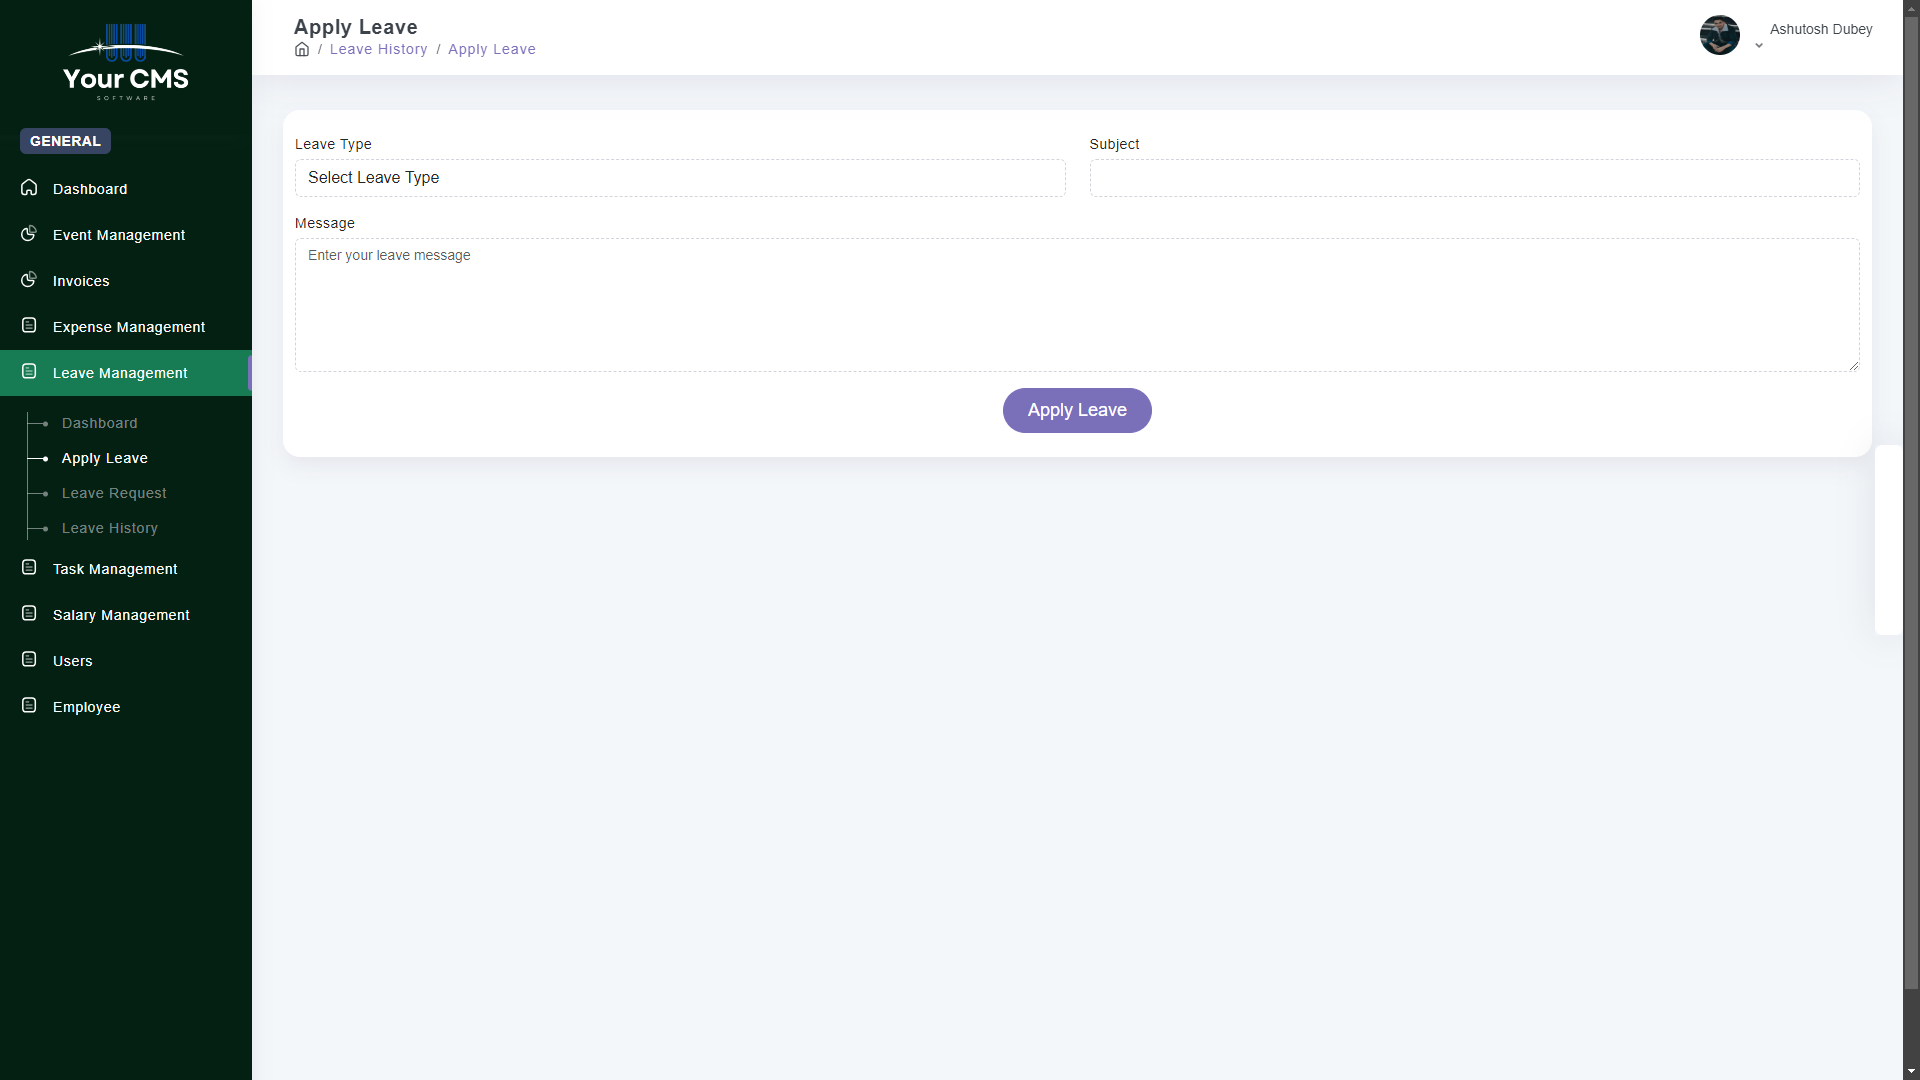 Your CMS
SOFTWARE
GENERAL
Dashboard
Event Management
Invoices
Expense Management
Leave Management
Dashboard
Apply Leave
Leave Request
Leave History
Task Management
Salary Management
Users
Employee
Apply Leave
/ Leave History / Apply Leave
Ashutosh Dubey
Leave Type
Select Leave Type
Subject
Message
Enter your leave message
Apply Leave